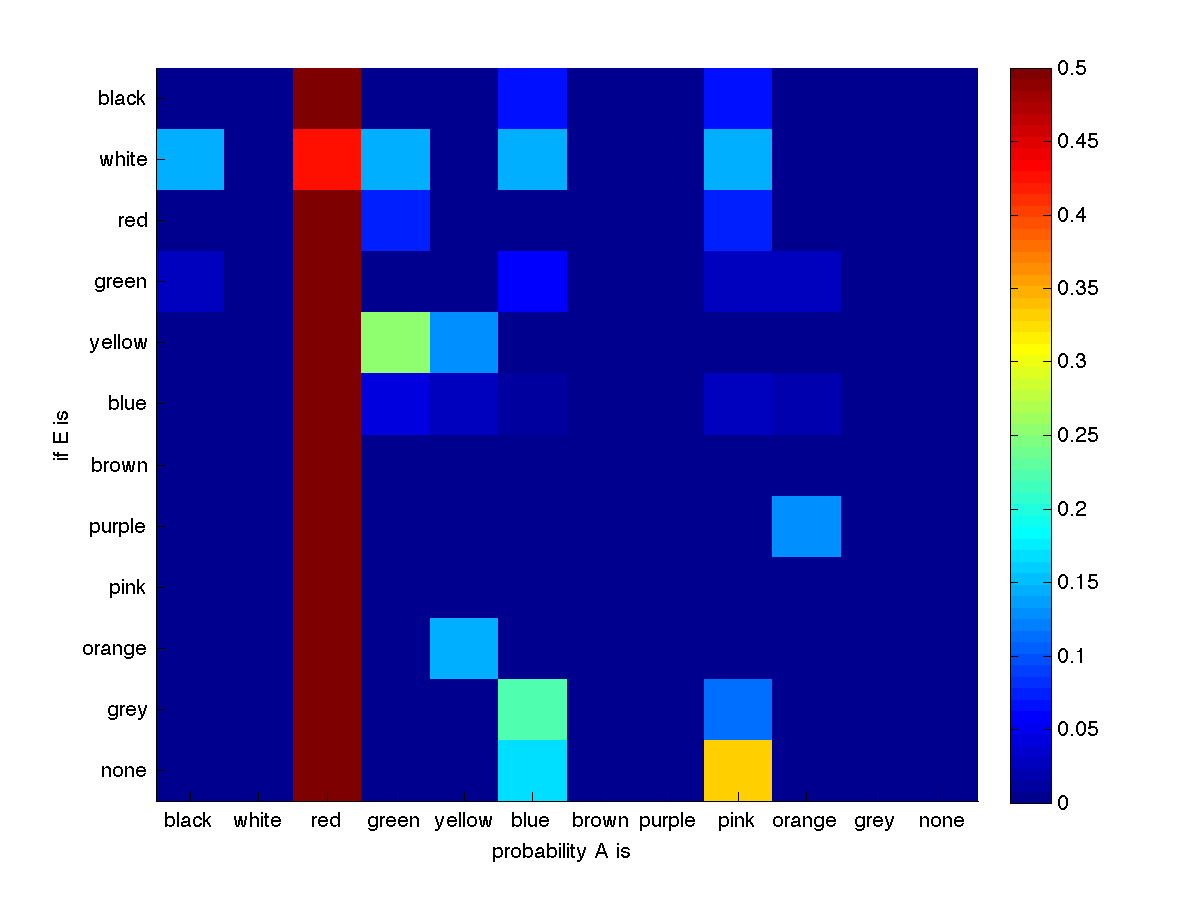 black
white
red
green
yellow
blue
brown
purple
pink
orange
grey
none
if E is
black white red green yellow blue brown purple pink orange grey none
probability A is
0.5
0.45
0.4
0.35
0.3
0.25
0.2
0.15
0.1
0.05
0